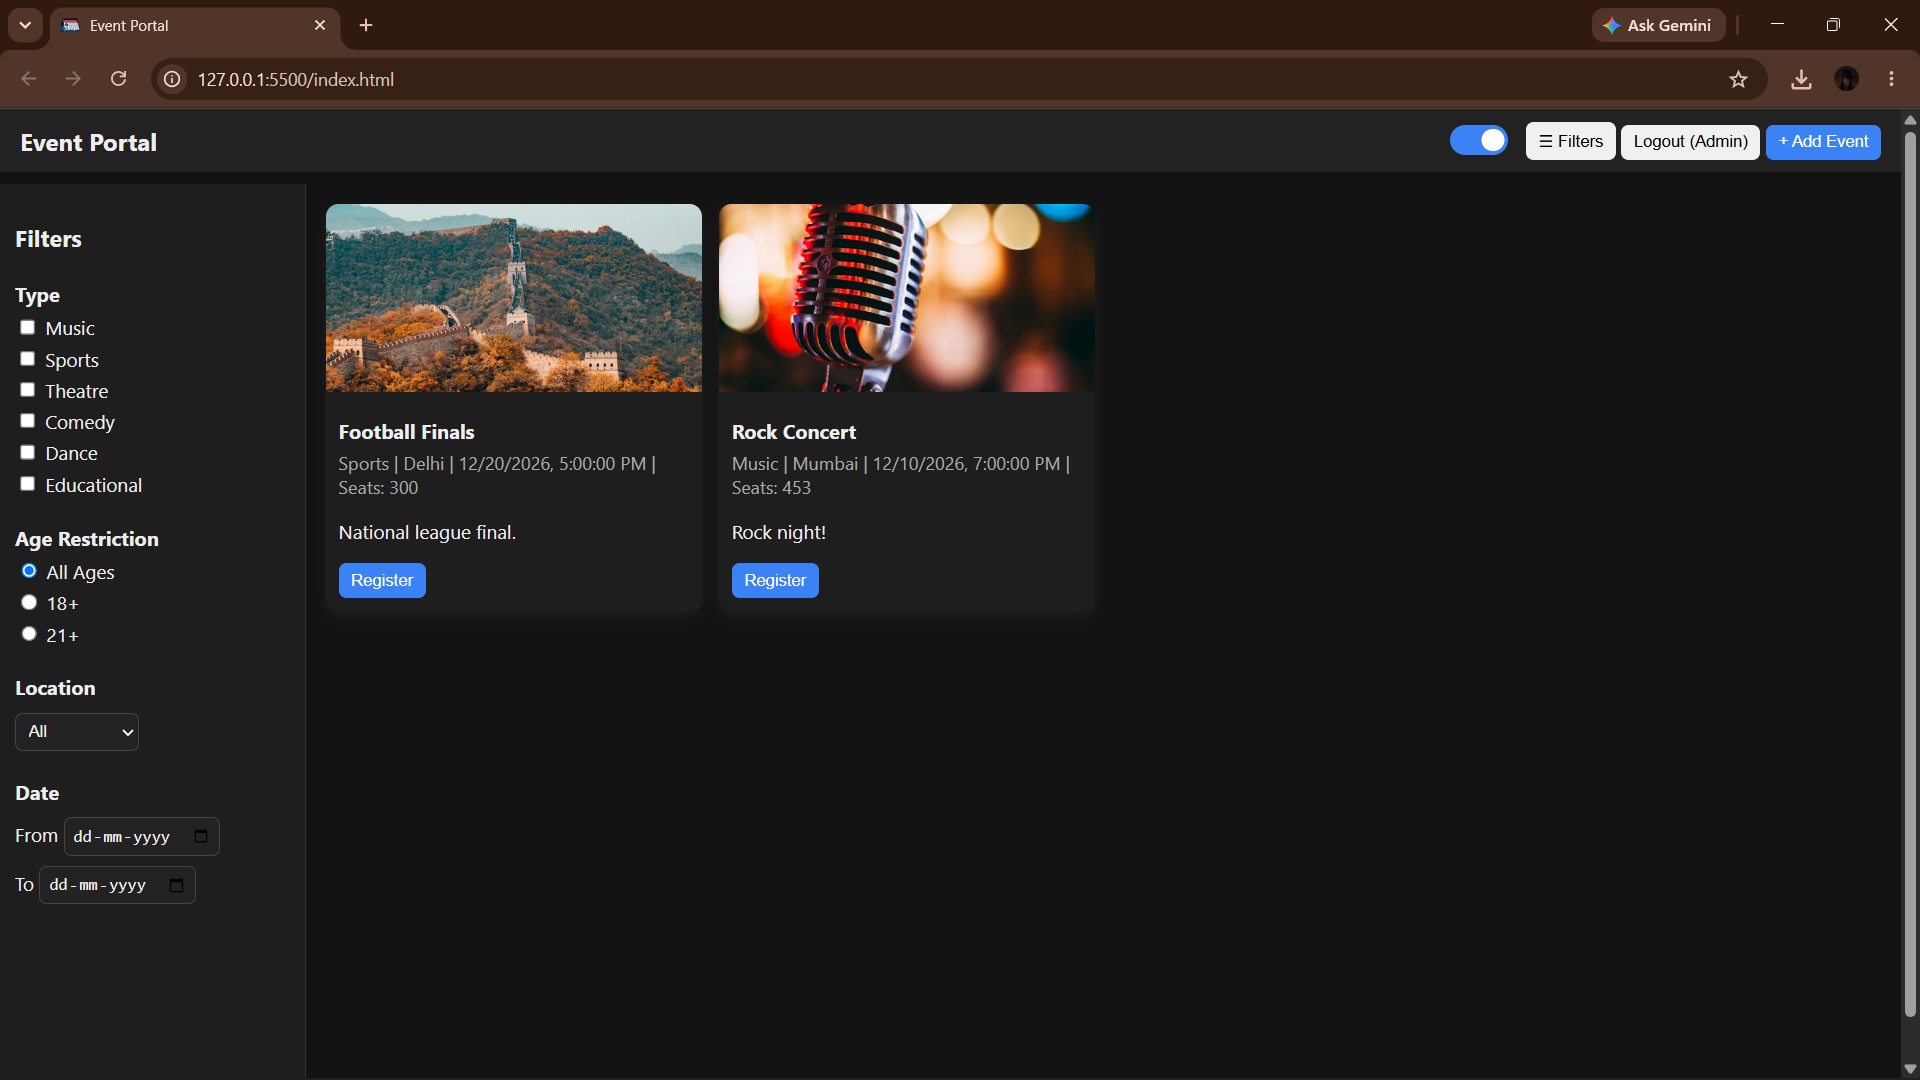 Event Portal
Ask Gemini
127.0.0.1:5500/index.html
Event Portal
☰ Filters
Logout (Admin)
+ Add Event
Filters
Type
Music
Sports
Theatre
Comedy
Dance
Educational
Age Restriction
All Ages
18+
21+
Location
All
Date
From dd-mm-yyyy
To dd-mm-yyyy
Football Finals
Sports | Delhi | 12/20/2026, 5:00:00 PM |
Seats: 300
National league final.
Register
Rock Concert
Music | Mumbai | 12/10/2026, 7:00:00 PM |
Seats: 453
Rock night!
Register